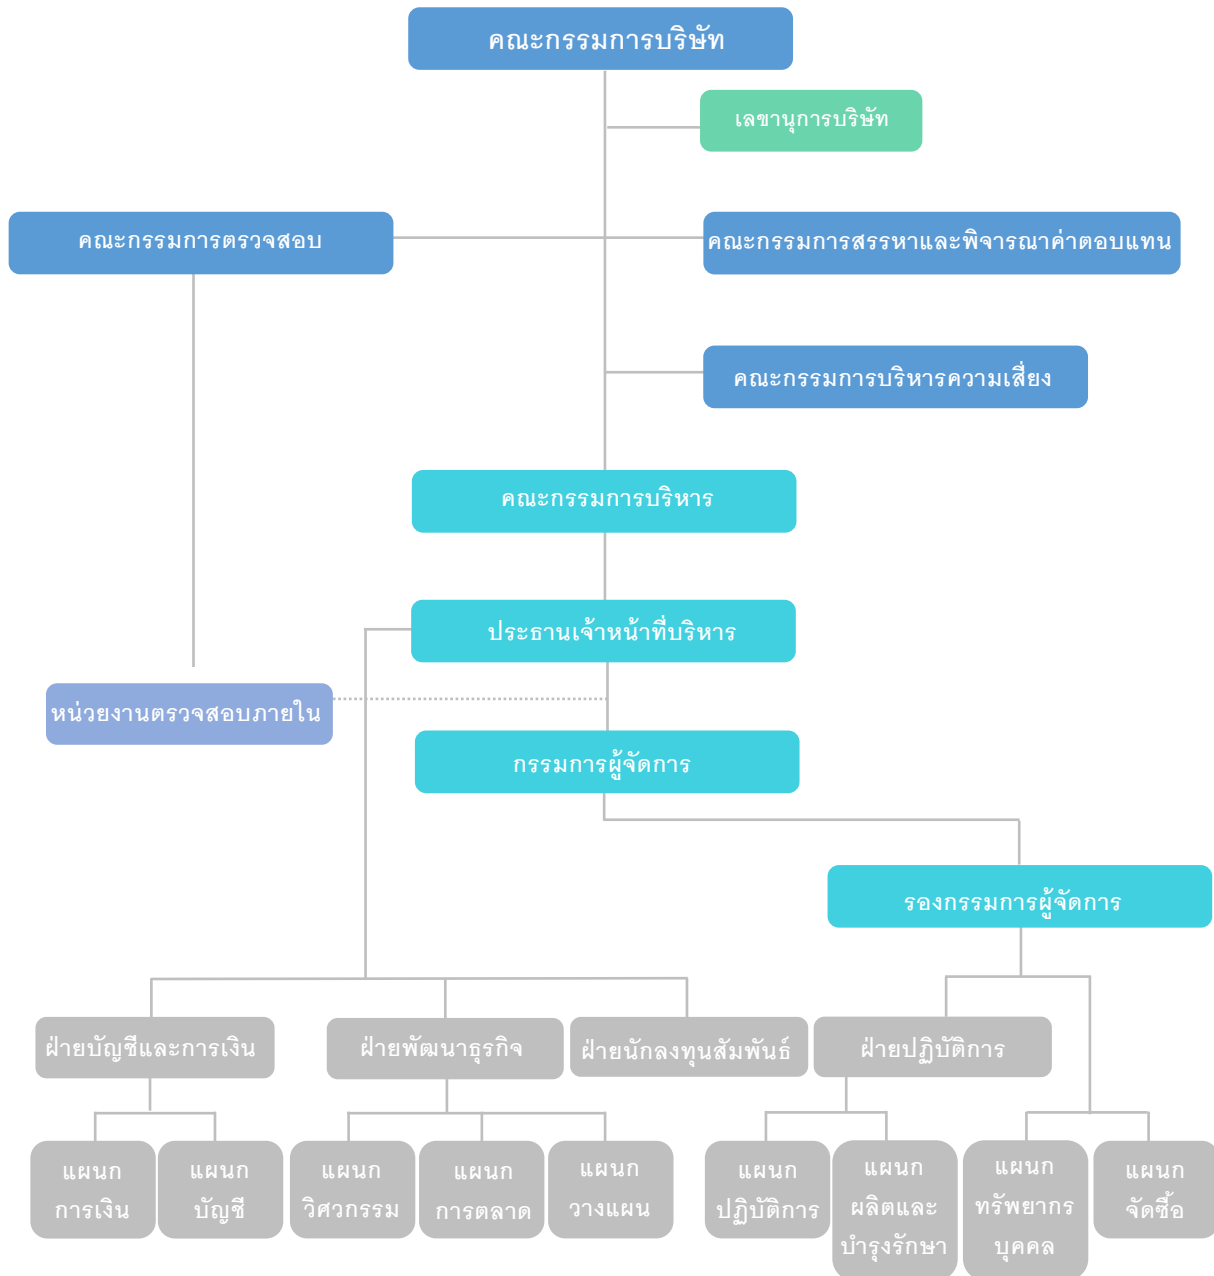 คณะกรรมการบริษัท
เลขานุการบริษัท
คณะกรรมการตรวจสอบ
คณะกรรมการสรรหาและพิจารณาค่าตอบแทน
คณะกรรมการบริหารความเสี่ยง
คณะกรรมการบริหาร
ประธานเจ้าหน้าที่บริหาร
หน่วยงานตรวจสอบภายใน
กรรมการผู้จัดการ
รองกรรมการผู้จัดการ
ฝ่ายบัญชีและการเงิน
ฝ่ายพัฒนาธุรกิจ
ฝ่ายนักลงทุนสัมพันธ์
ฝ่ายปฏิบัติการ
แผนก
การเงิน
แผนก
บัญชี
แผนก
วิศวกรรม
แผนก
การตลาด
แผนก
วางแผน
แผนก
ปฏิบัติการ
แผนก
ผลิตและ
บำรุงรักษา
แผนก
ทรัพยากร
บุคคล
แผนก
จัดซื้อ